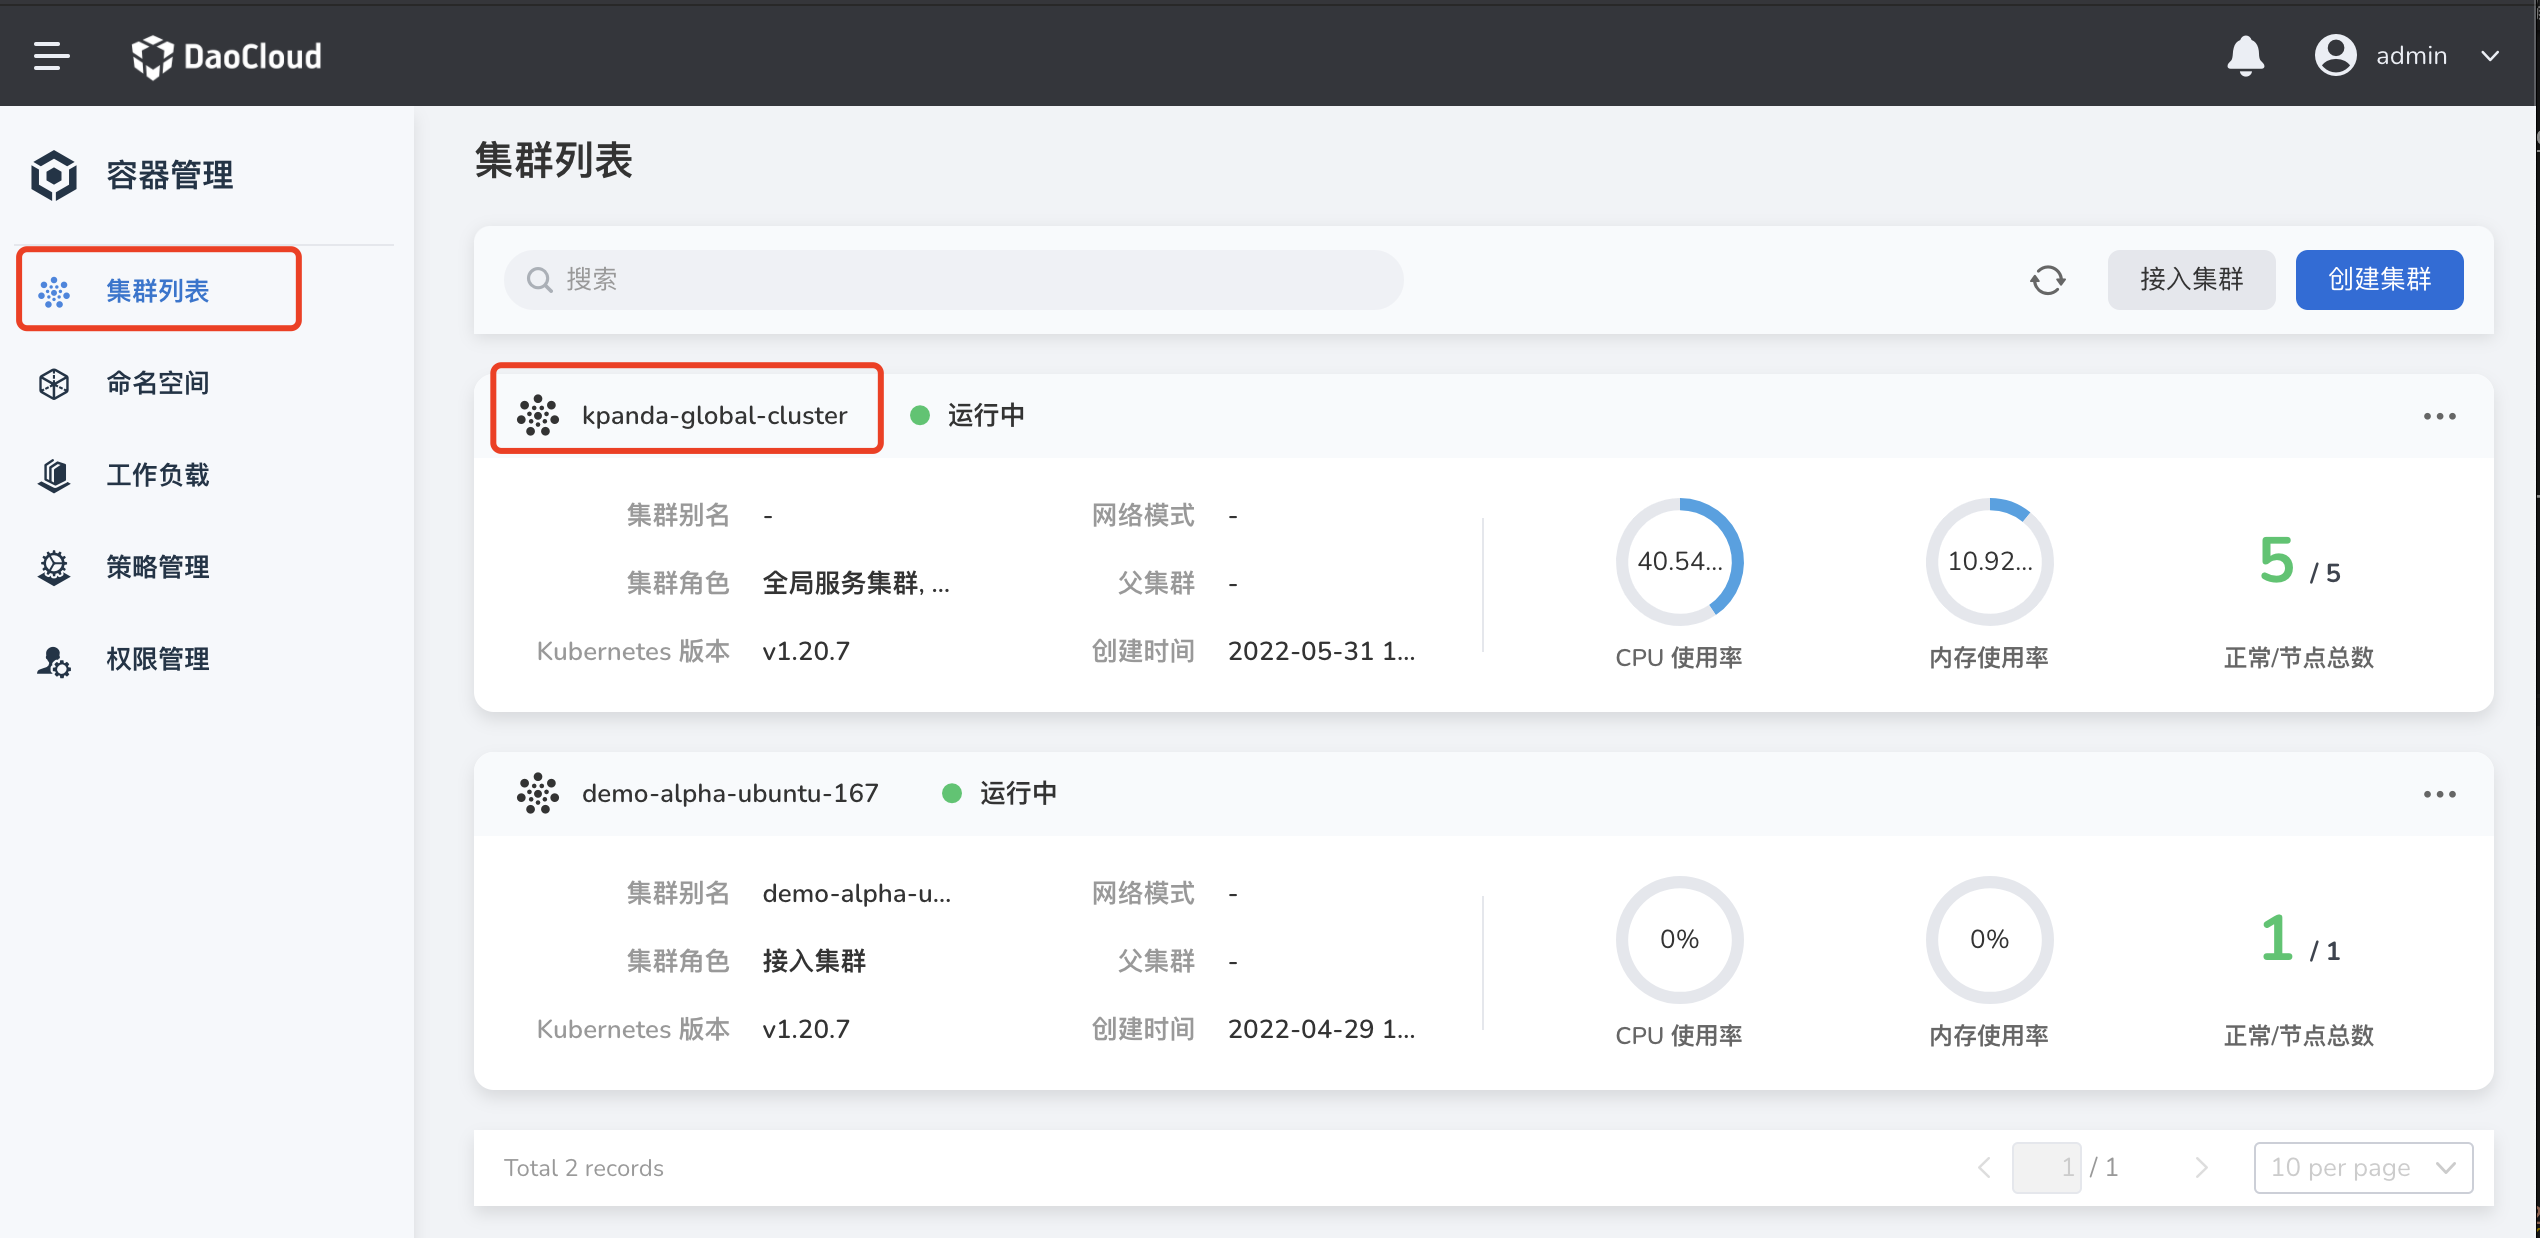 DaoCloud
admin
容器管理
集群列表
命名空间
工作负载
策略管理
权限管理
集群列表
搜索
接入集群
创建集群
kpanda-global-cluster
运行中
集群别名 -
网络模式 -
集群角色 全局服务集群, ...
父集群 -
Kubernetes 版本 v1.20.7
创建时间 2022-05-31 1...
40.54...
CPU 使用率
10.92...
内存使用率
5 / 5
正常/节点总数
demo-alpha-ubuntu-167
运行中
集群别名 demo-alpha-u...
网络模式 -
集群角色 接入集群
父集群 -
Kubernetes 版本 v1.20.7
创建时间 2022-04-29 1...
0%
CPU 使用率
0%
内存使用率
1 / 1
正常/节点总数
Total 2 records
1 / 1
10 per page